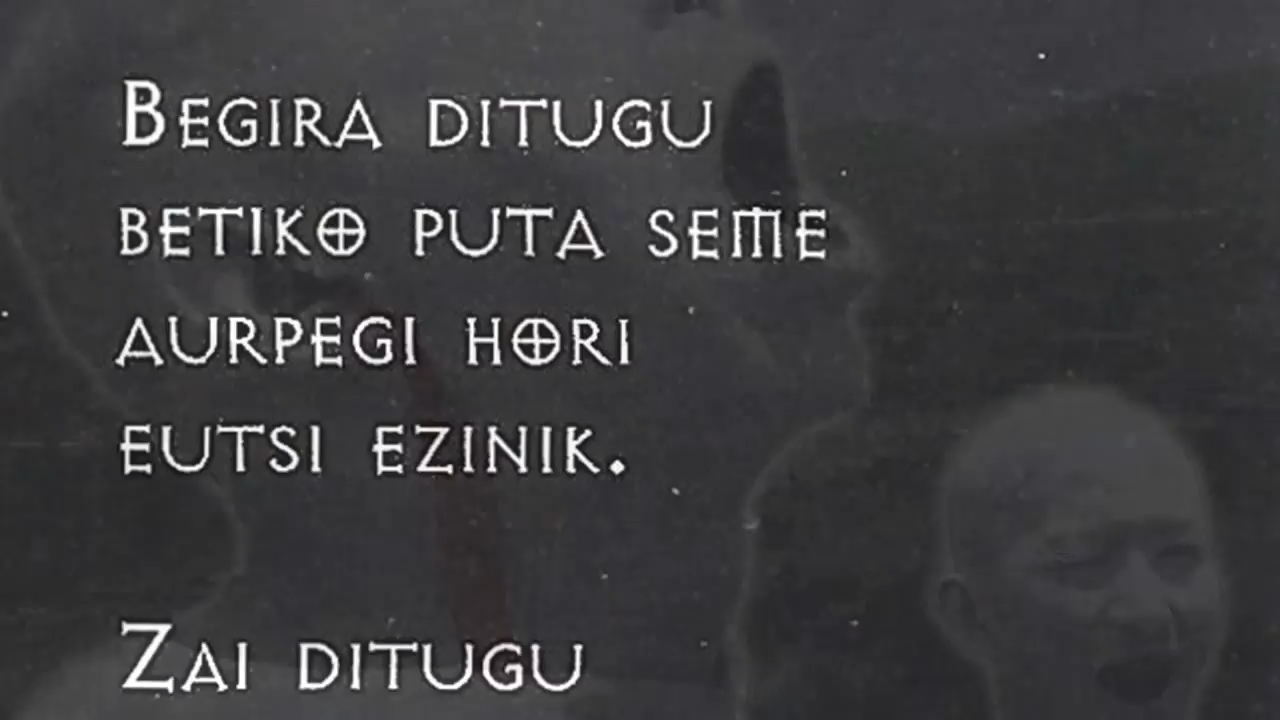 Begira ditugu
betiko puta seme
aurpegi hori
eutsi ezinik.
Zai ditugu